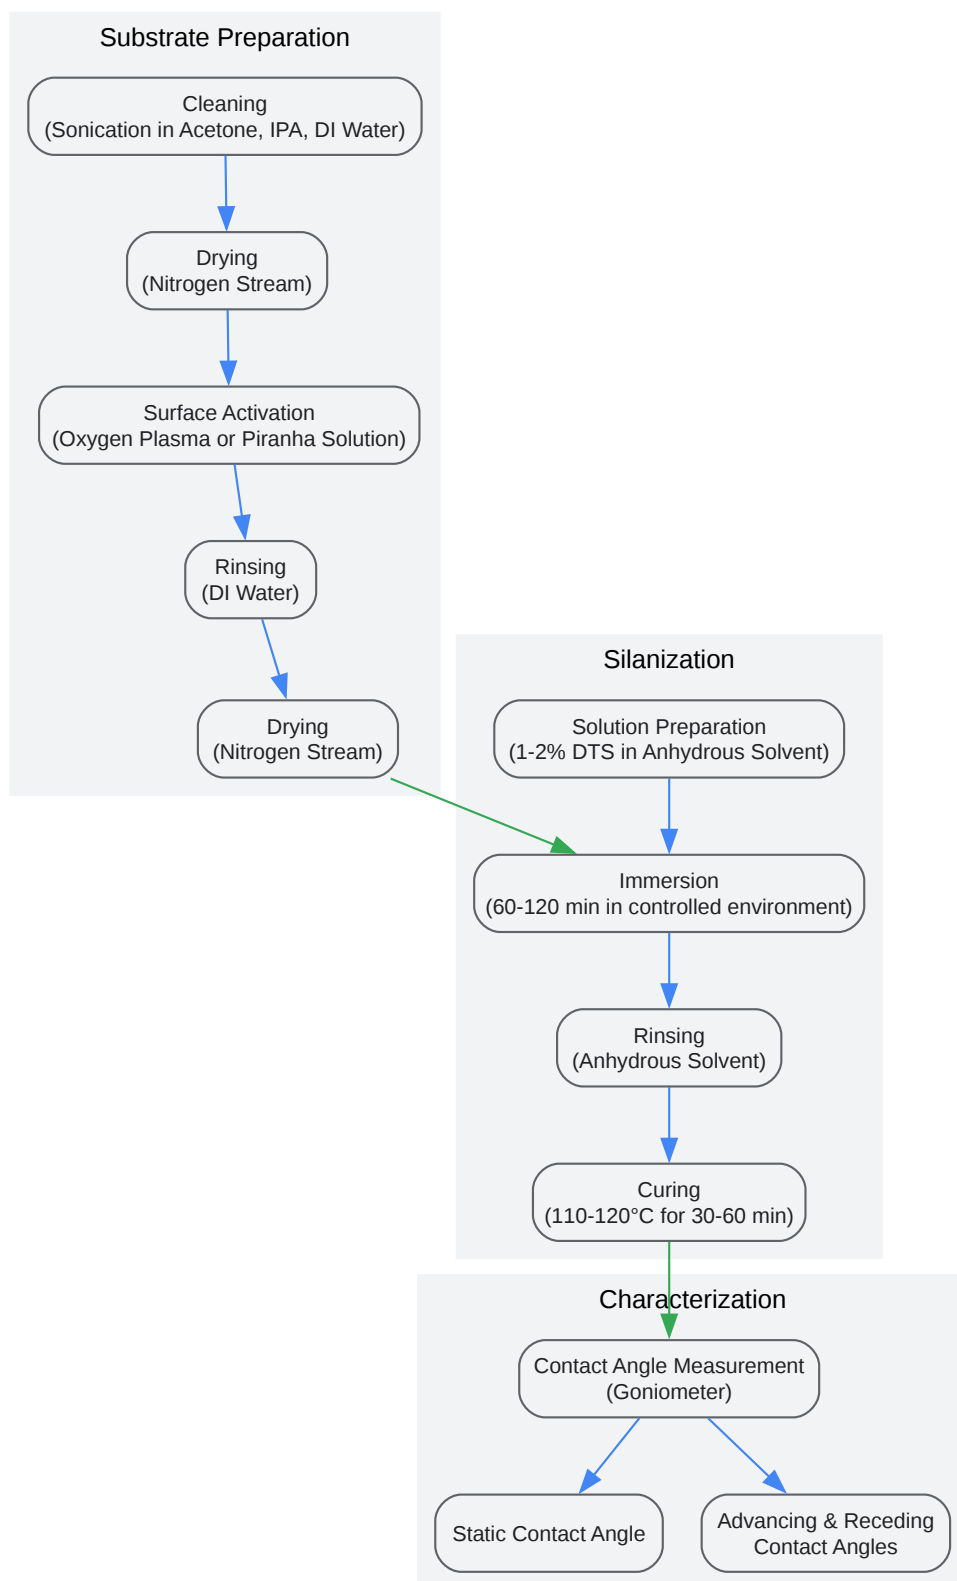 Substrate Preparation
Cleaning
(Sonication in Acetone, IPA, DI Water)
Drying
(Nitrogen Stream)
Surface Activation
(Oxygen Plasma or Piranha Solution)
Rinsing
(DI Water)
Drying
(Nitrogen Stream)
Silanization
Solution Preparation
(1-2% DTS in Anhydrous Solvent)
Immersion
(60-120 min in controlled environment)
Rinsing
(Anhydrous Solvent)
Curing
(110-120°C for 30-60 min)
Characterization
Contact Angle Measurement
(Goniometer)
Static Contact Angle
Advancing & Receding
Contact Angles